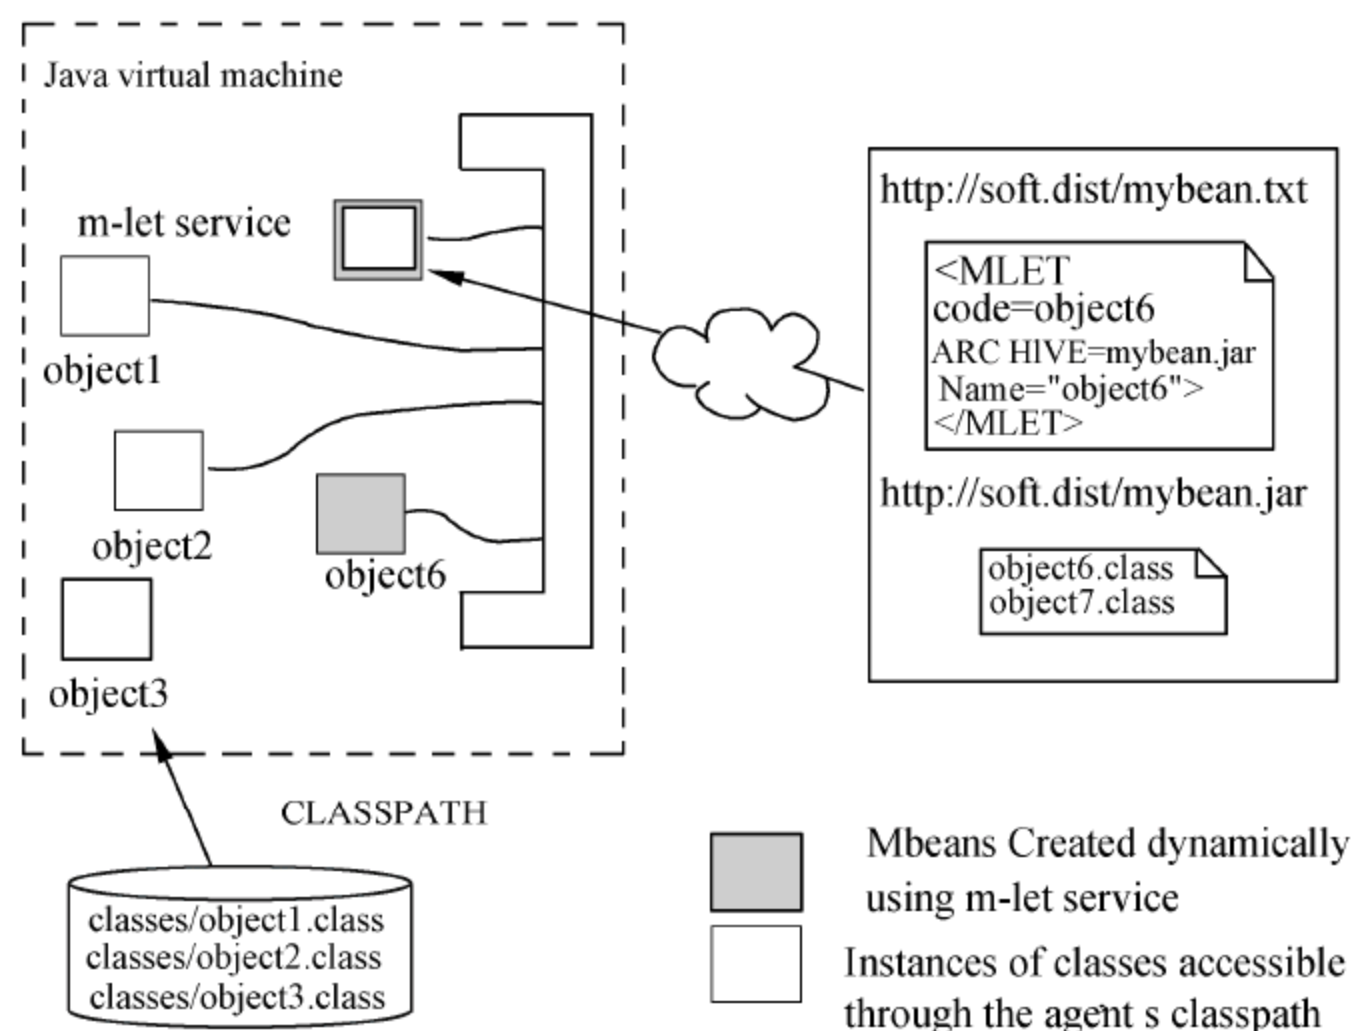 Java virtual machine
m-let service
object1
object2
object6
object3
CLASSPATH
classes/object1.class
classes/object2.class
classes/object3.class
http://soft.dist/mybean.txt
<MLET
code=object6
ARC HIVE=mybean.jar
Name="object6">
</MLET>
http://soft.dist/mybean.jar
object6.class
object7.class
Mbeans Created dynamically
using m-let service
Instances of classes accessible
through the agent s classpath